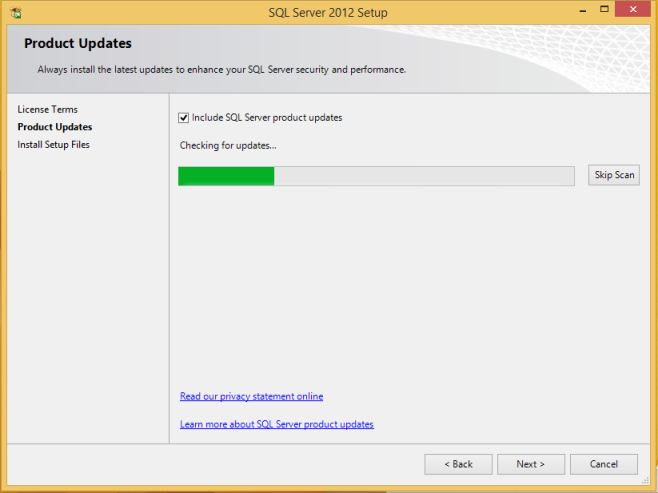 SQL Server 2012 Setup
Product Updates
Always install the latest updates to enhance your SQL Server security and performance.
License Terms
Product Updates
Install Setup Files
Include SQL Server product updates
Checking for updates...
Skip Scan
Read our privacy statement online
Learn more about SQL Server product updates
< Back
Next >
Cancel